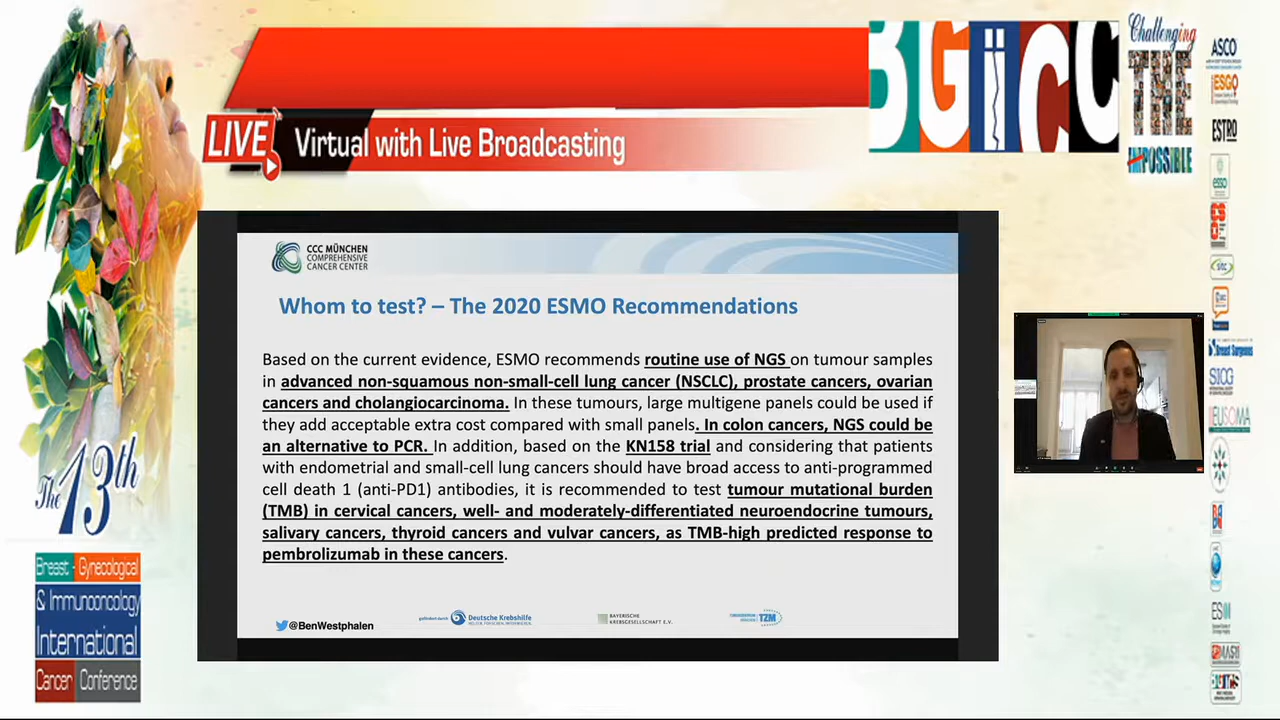 BGICC
Challenging
THE
IMPOSSIBLE
LIVE
Virtual with Live Broadcasting
CCC MÜNCHEN
COMPREHENSIVE
CANCER CENTER
Whom to test? – The 2020 ESMO Recommendations
Based on the current evidence, ESMO recommends routine use of NGS on tumour samples
in advanced non-squamous non-small-cell lung cancer (NSCLC), prostate cancers, ovarian
cancers and cholangiocarcinoma. In these tumours, large multigene panels could be used if
they add acceptable extra cost compared with small panels. In colon cancers, NGS could be
an alternative to PCR. In addition, based on the KN158 trial and considering that patients
with endometrial and small-cell lung cancers should have broad access to anti-programmed
cell death 1 (anti-PD1) antibodies, it is recommended to test tumour mutational burden
(TMB) in cervical cancers, well- and moderately-differentiated neuroendocrine tumours,
salivary cancers, thyroid cancers and vulvar cancers, as TMB-high predicted response to
pembrolizumab in these cancers.
@BenWestphalen
Deutsche Krebshilfe
BAYERISCHE
KREBSGESELLSCHAFT E.V.
TZM
The 13th
Breast - Gynecological
& Immunooncology
International
Cancer Conference
ASCO
ESGO
ESTRO
esso
SIOG
EUSOMA